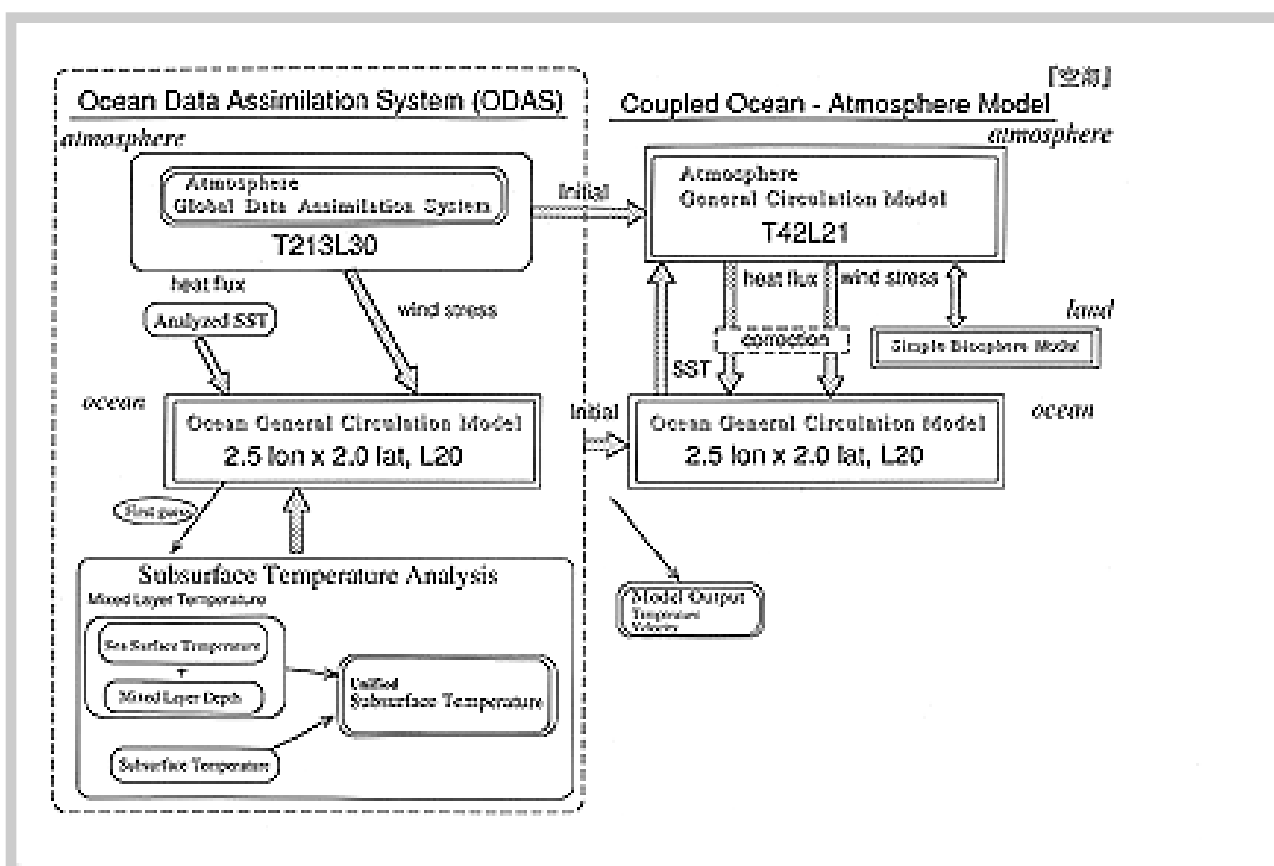 『空海』
Ocean Data Assimilation System (ODAS)
atmosphere
Atmosphere
Global Data Assimilation System
T213L30
heat flux
Analyzed SST
wind stress
ocean
Ocean General Circulation Model
2.5 lon x 2.0 lat, L20
Subsurface Temperature Analysis
Mixed Layer Temperature
Sea Surface Temperature
+
Mixed Layer Depth
Subsurface Temperature
Unified
Subsurface Temperature
Initial
Initial
Coupled Ocean - Atmosphere Model
atmosphere
Atmosphere
General Circulation Model
T42L21
heat flux
wind stress
correction
SST
land
Simple Biosphere Model
ocean
Ocean General Circulation Model
2.5 lon x 2.0 lat, L20
Model Output
Temperature
Velocity